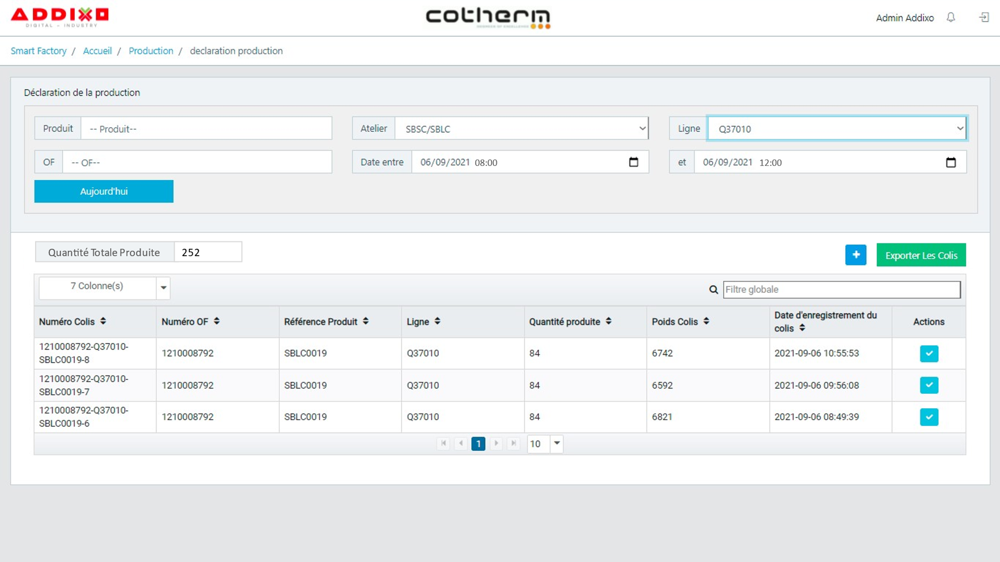 ADDIXO
DIGITAL - INDUSTRY
cotherm
DEGREES OF EXCELLENCE
Admin Addixo
Smart Factory / Accueil / Production / declaration production
Déclaration de la production
Produit -- Produit-- Atelier SBSC/SBLC Ligne Q37010
OF -- OF-- Date entre 06/09/2021 08:00 et 06/09/2021 12:00
Aujourd'hui
Quantité Totale Produite 252 + Exporter Les Colis
7 Colonne(s) Filtre globale
Numéro Colis Numéro OF Référence Produit Ligne Quantité produite Poids Colis Date d'enregistrement du
colis Actions
1210008792-Q37010-
SBLC0019-8 1210008792 SBLC0019 Q37010 84 6742 2021-09-06 10:55:53
1210008792-Q37010-
SBLC0019-7 1210008792 SBLC0019 Q37010 84 6592 2021-09-06 09:56:08
1210008792-Q37010-
SBLC0019-6 1210008792 SBLC0019 Q37010 84 6821 2021-09-06 08:49:39
1 10